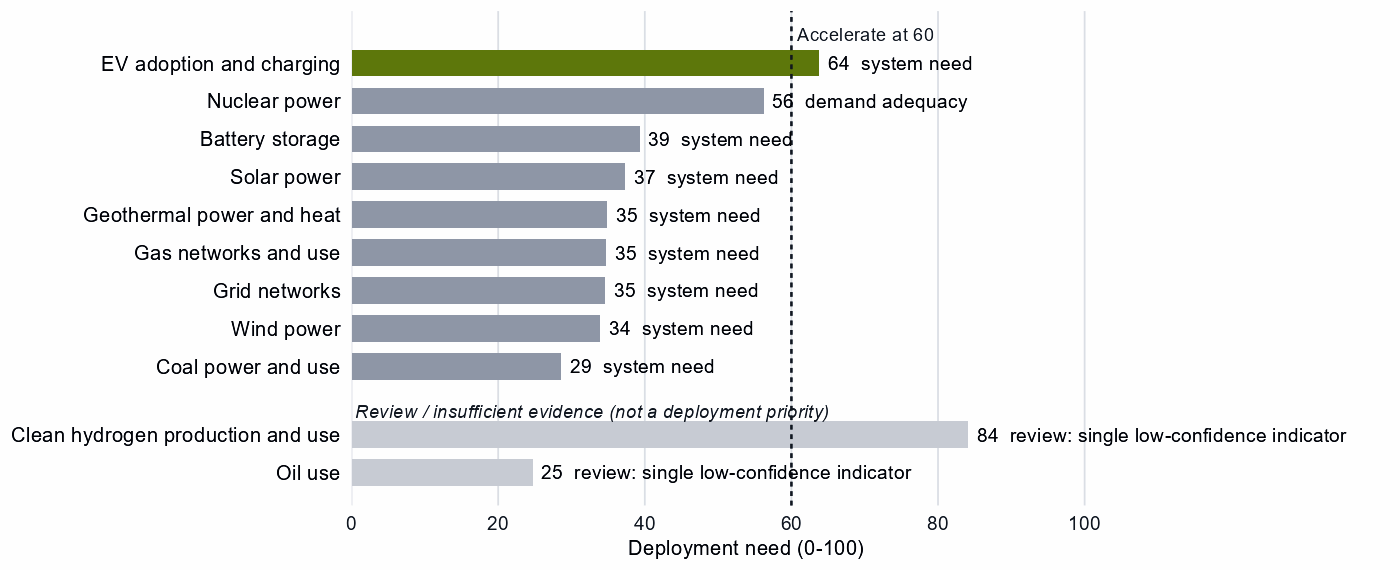 Accelerate at 60
EV adoption and charging 64 system need
Nuclear power 56 demand adequacy
Battery storage 39 system need
Solar power 37 system need
Geothermal power and heat 35 system need
Gas networks and use 35 system need
Grid networks 35 system need
Wind power 34 system need
Coal power and use 29 system need
Review / insufficient evidence (not a deployment priority)
Clean hydrogen production and use 84 review: single low-confidence indicator
Oil use 25 review: single low-confidence indicator
0 20 40 60 80 100
Deployment need (0-100)